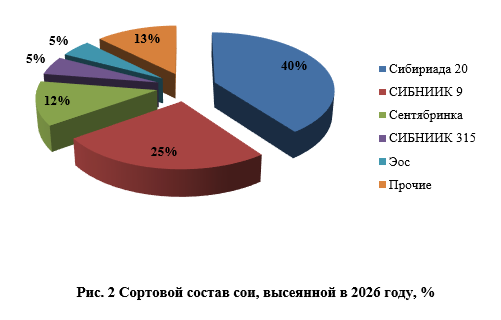 13%
5%
5%
40%
12%
25%
Сибириада 20
СИБНИИК 9
Сентябринка
СИБНИИК 315
Эос
Прочие
Рис. 2 Сортовой состав сои, высеянной в 2026 году, %